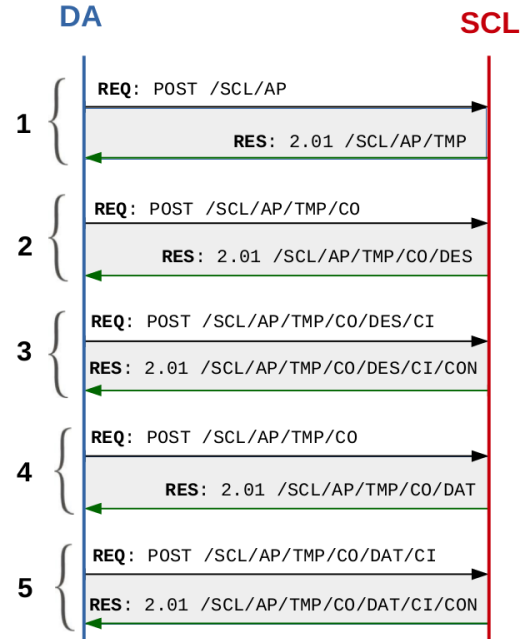 DA
SCL
1
REQ: POST /SCL/AP
RES: 2.01 /SCL/AP/TMP
2
REQ: POST /SCL/AP/TMP/CO
RES: 2.01 /SCL/AP/TMP/CO/DES
3
REQ: POST /SCL/AP/TMP/CO/DES/CI
RES: 2.01 /SCL/AP/TMP/CO/DES/CI/CON
4
REQ: POST /SCL/AP/TMP/CO
RES: 2.01 /SCL/AP/TMP/CO/DAT
5
REQ: POST /SCL/AP/TMP/CO/DAT/CI
RES: 2.01 /SCL/AP/TMP/CO/DAT/CI/CON